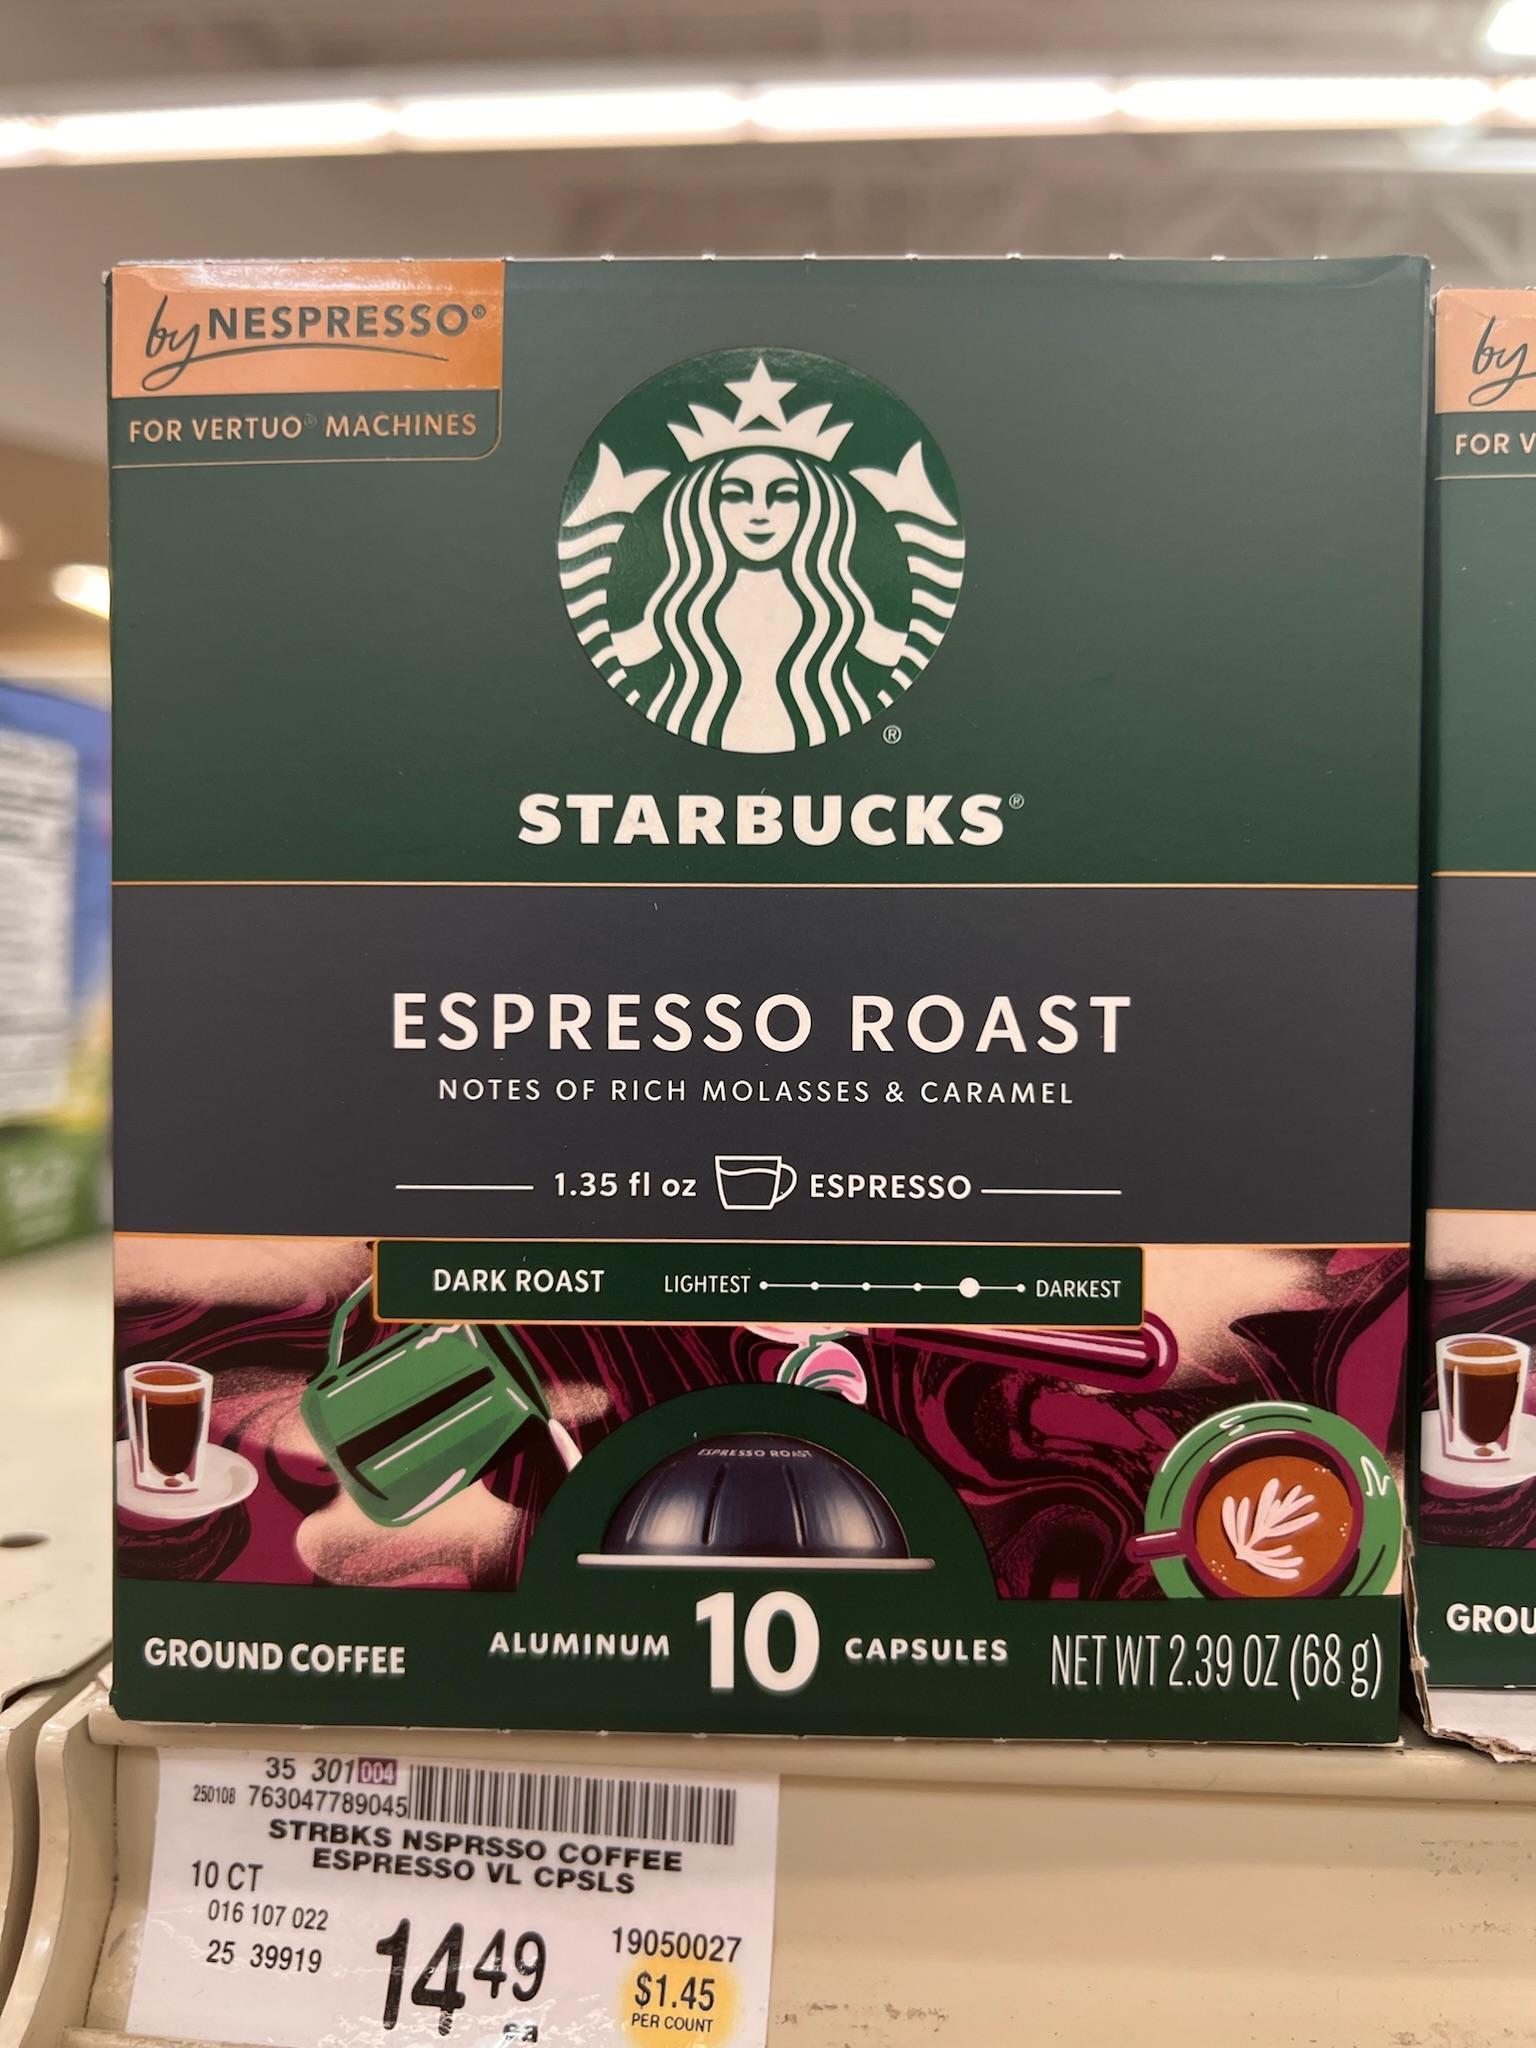 by NESPRESSO®
FOR VERTUO® MACHINES
®
STARBUCKS®
ESPRESSO ROAST
NOTES OF RICH MOLASSES & CARAMEL
1.35 fl oz ESPRESSO
DARK ROAST LIGHTEST DARKEST
ESPRESSO ROAST
GROUND COFFEE ALUMINUM 10 CAPSULES NET WT 2.39 OZ (68 g)
by
FOR V
GROU
35 301 004
250108 763047789045
STRBKS NSPRSSO COFFEE
ESPRESSO VL CPSLS
10 CT
016 107 022
25 39919
1449
ea
19050027
$1.45
PER COUNT